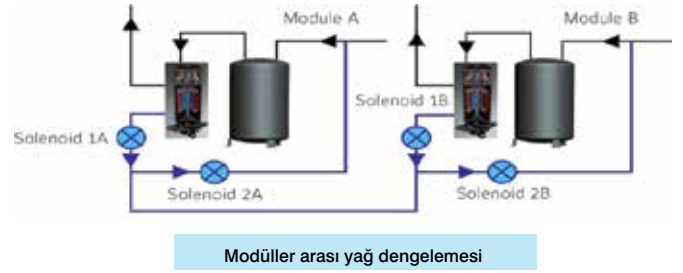 Module A
Module B
Solenoid 1A
Solenoid 1B
Solenoid 2A
Solenoid 2B
Modüller arası yağ dengelemesi